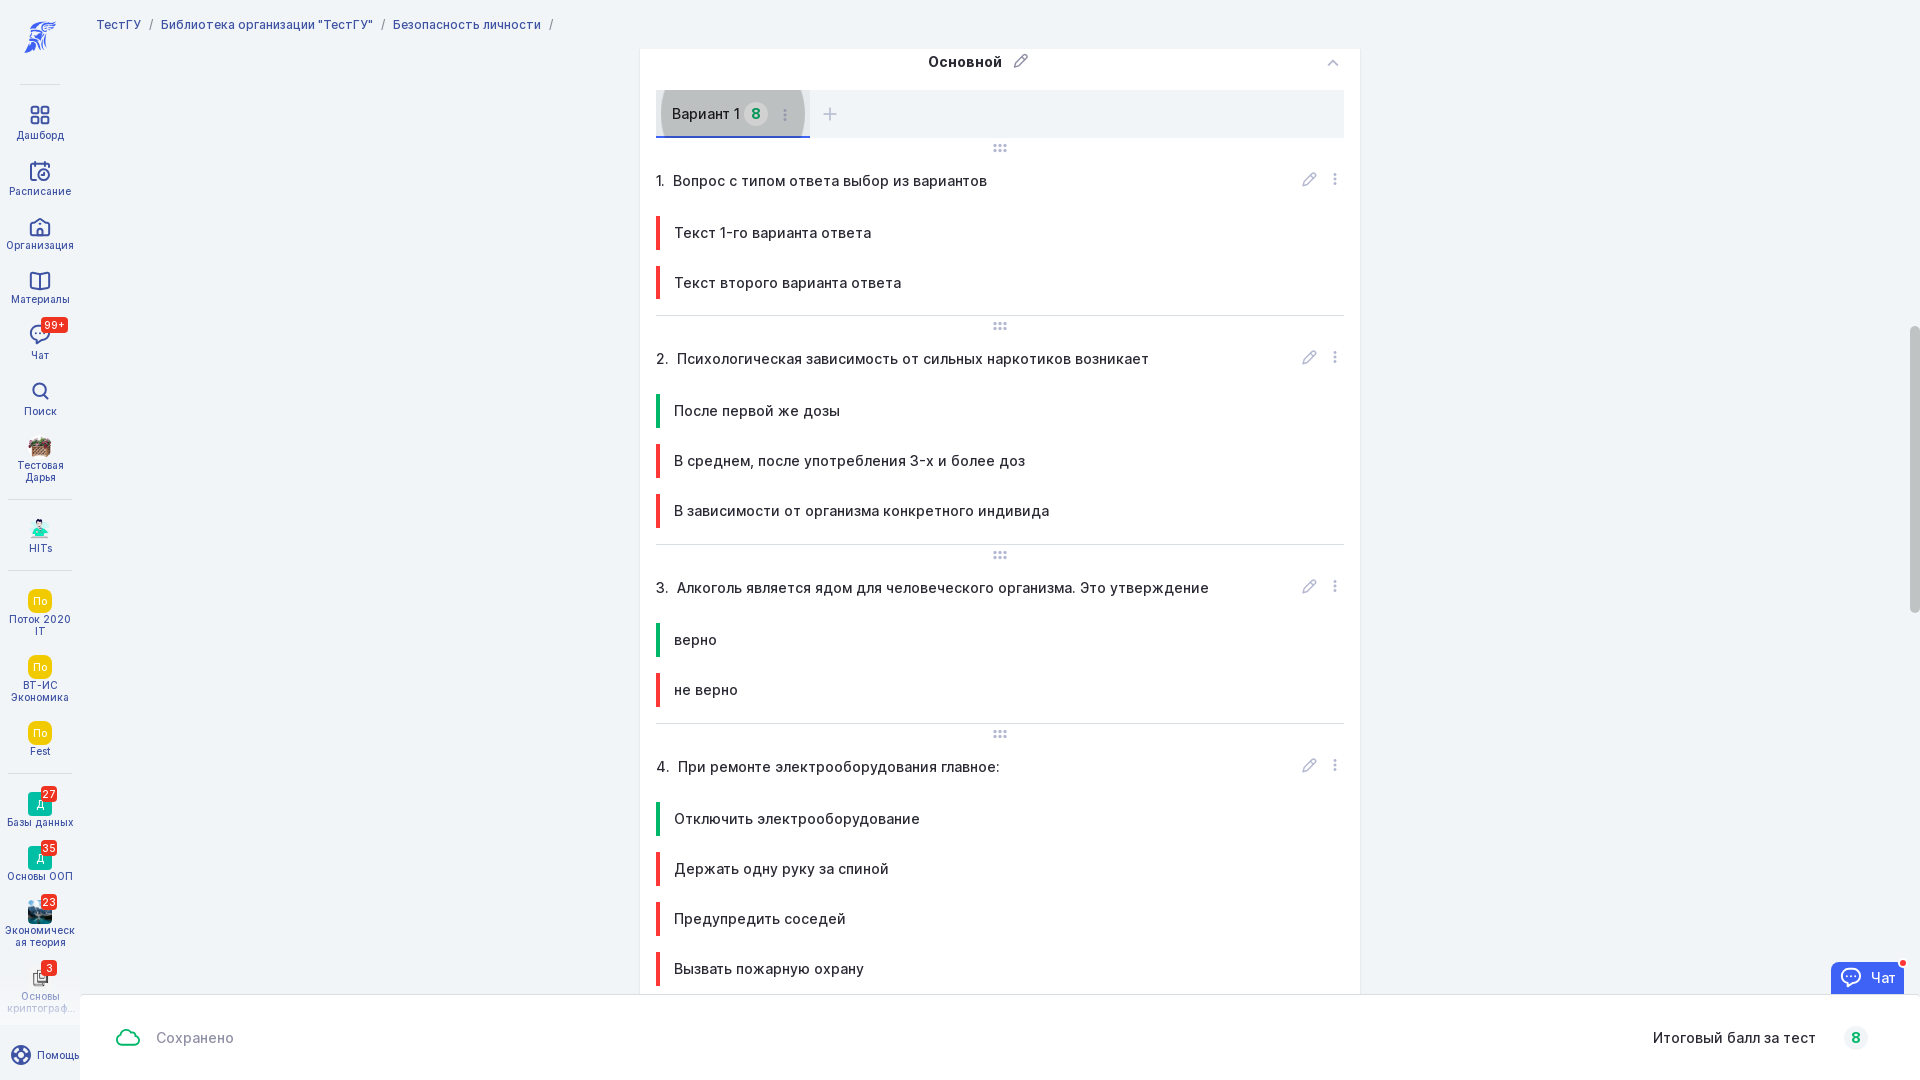 ТестГУ / Библиотека организации "ТестГУ" / Безопасность личности /
Дашборд
Расписание
Организация
Материалы
99+
Чат
Поиск
Тестовая
Дарья
HITs
По
Поток 2020
IT
По
ВТ-ИС
Экономика
По
Fest
27
Д
Базы данных
35
Д
Основы ООП
23
Экономическ
ая теория
3
Основы
криптограф...
Помощь
Основной
Вариант 1 8
1. Вопрос с типом ответа выбор из вариантов
Текст 1-го варианта ответа
Текст второго варианта ответа
2. Психологическая зависимость от сильных наркотиков возникает
После первой же дозы
В среднем, после употребления 3-х и более доз
В зависимости от организма конкретного индивида
3. Алкоголь является ядом для человеческого организма. Это утверждение
верно
не верно
4. При ремонте электрооборудования главное:
Отключить электрооборудование
Держать одну руку за спиной
Предупредить соседей
Вызвать пожарную охрану
Чат
Сохранено
Итоговый балл за тест 8